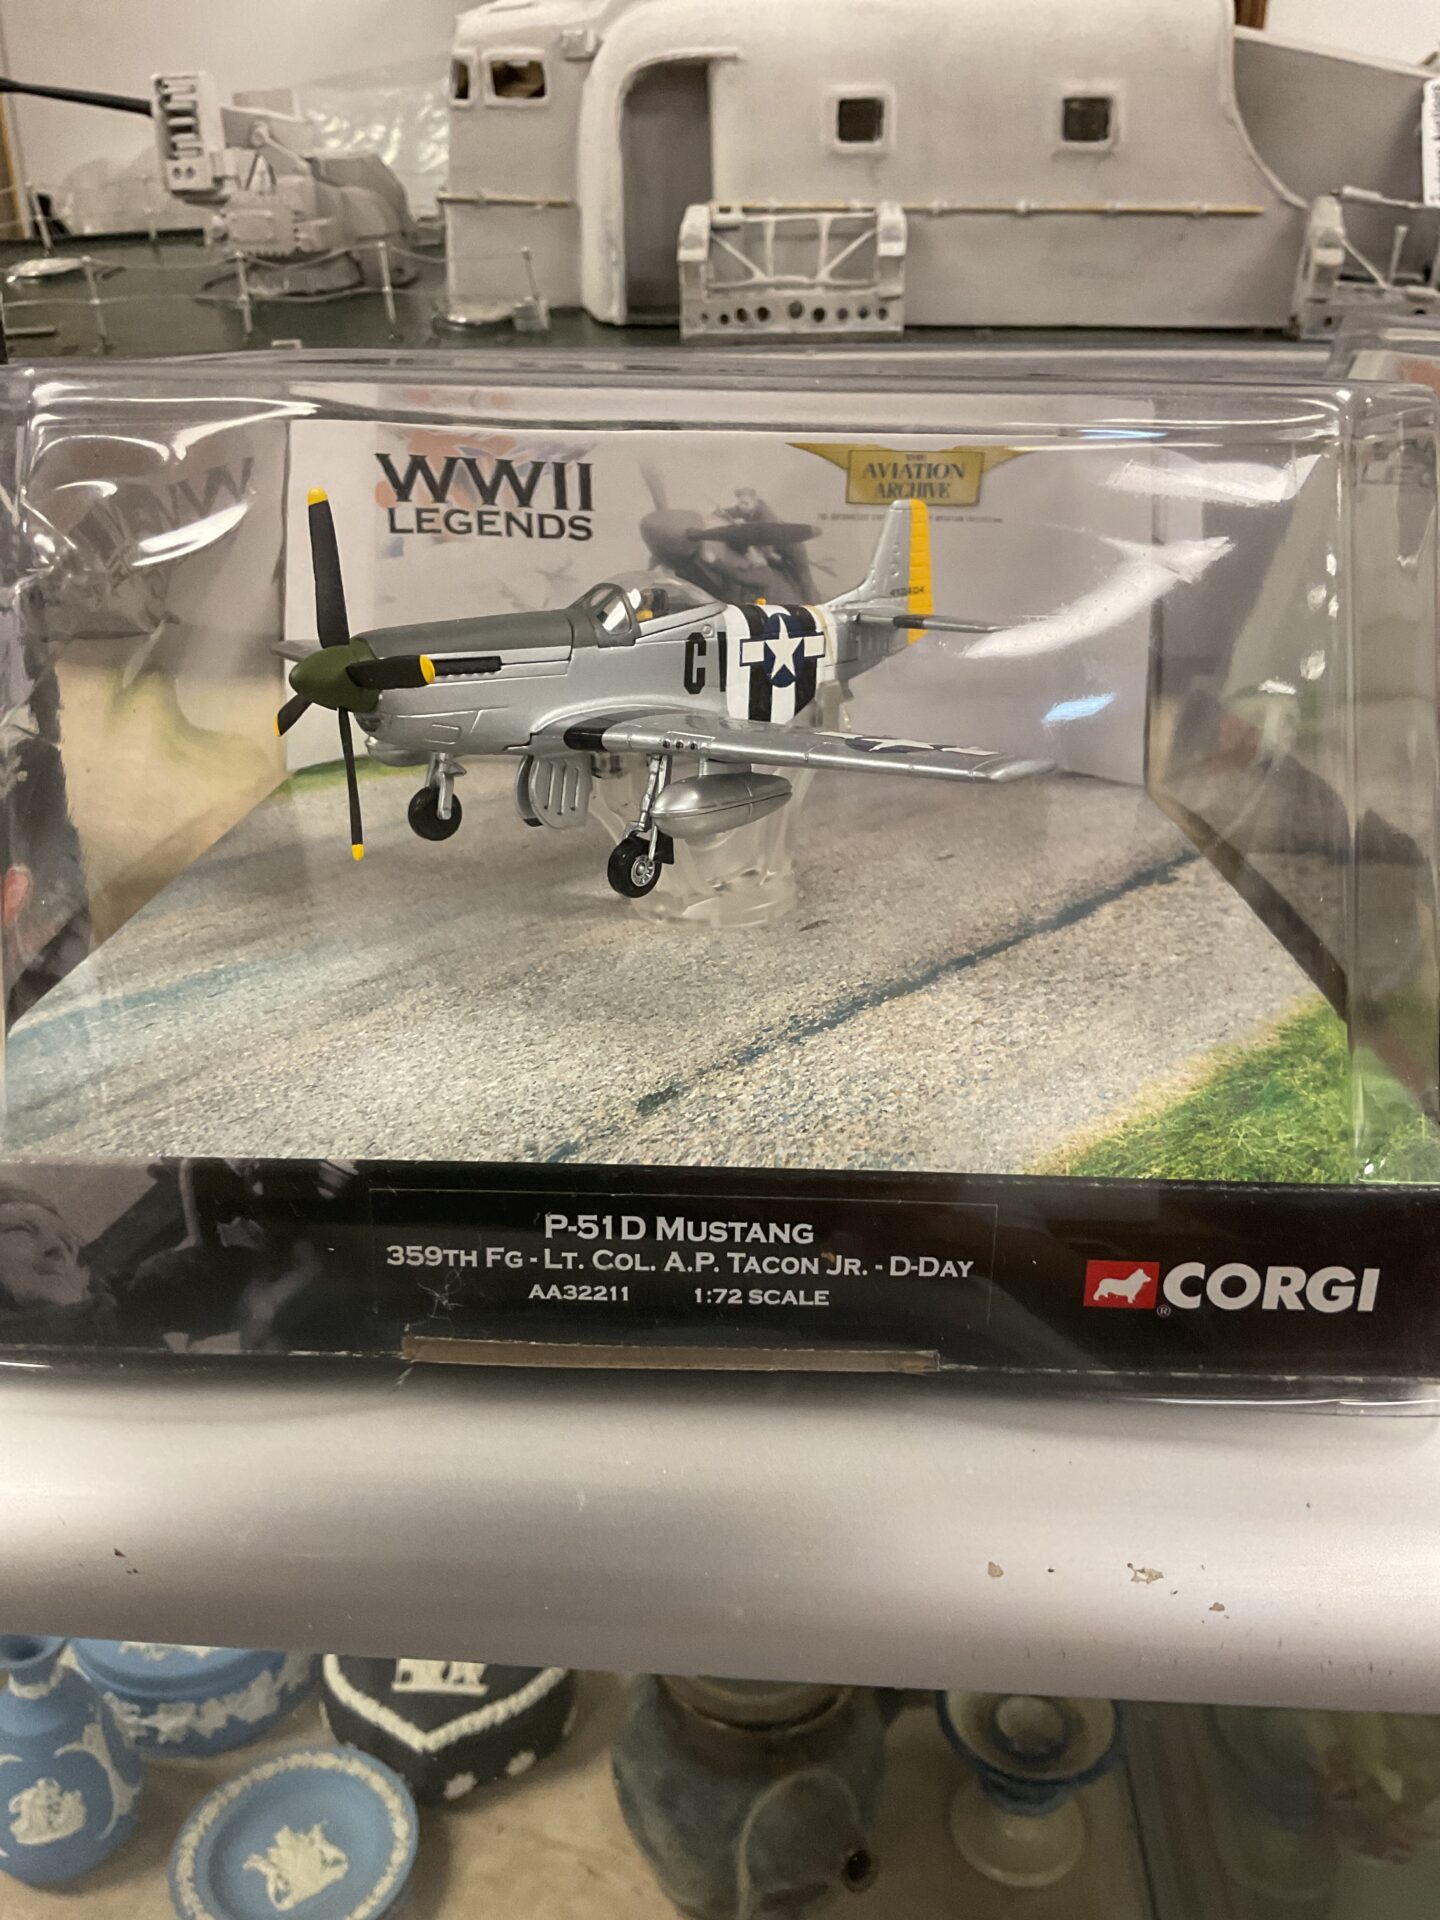 WWII
LEGENDS
THE
AVIATION
ARCHIVE
C
P-51D MUSTANG
359TH FG - LT. COL. A.P. TACON JR. - D-DAY
AA32211 1:72 SCALE
CORGI
®